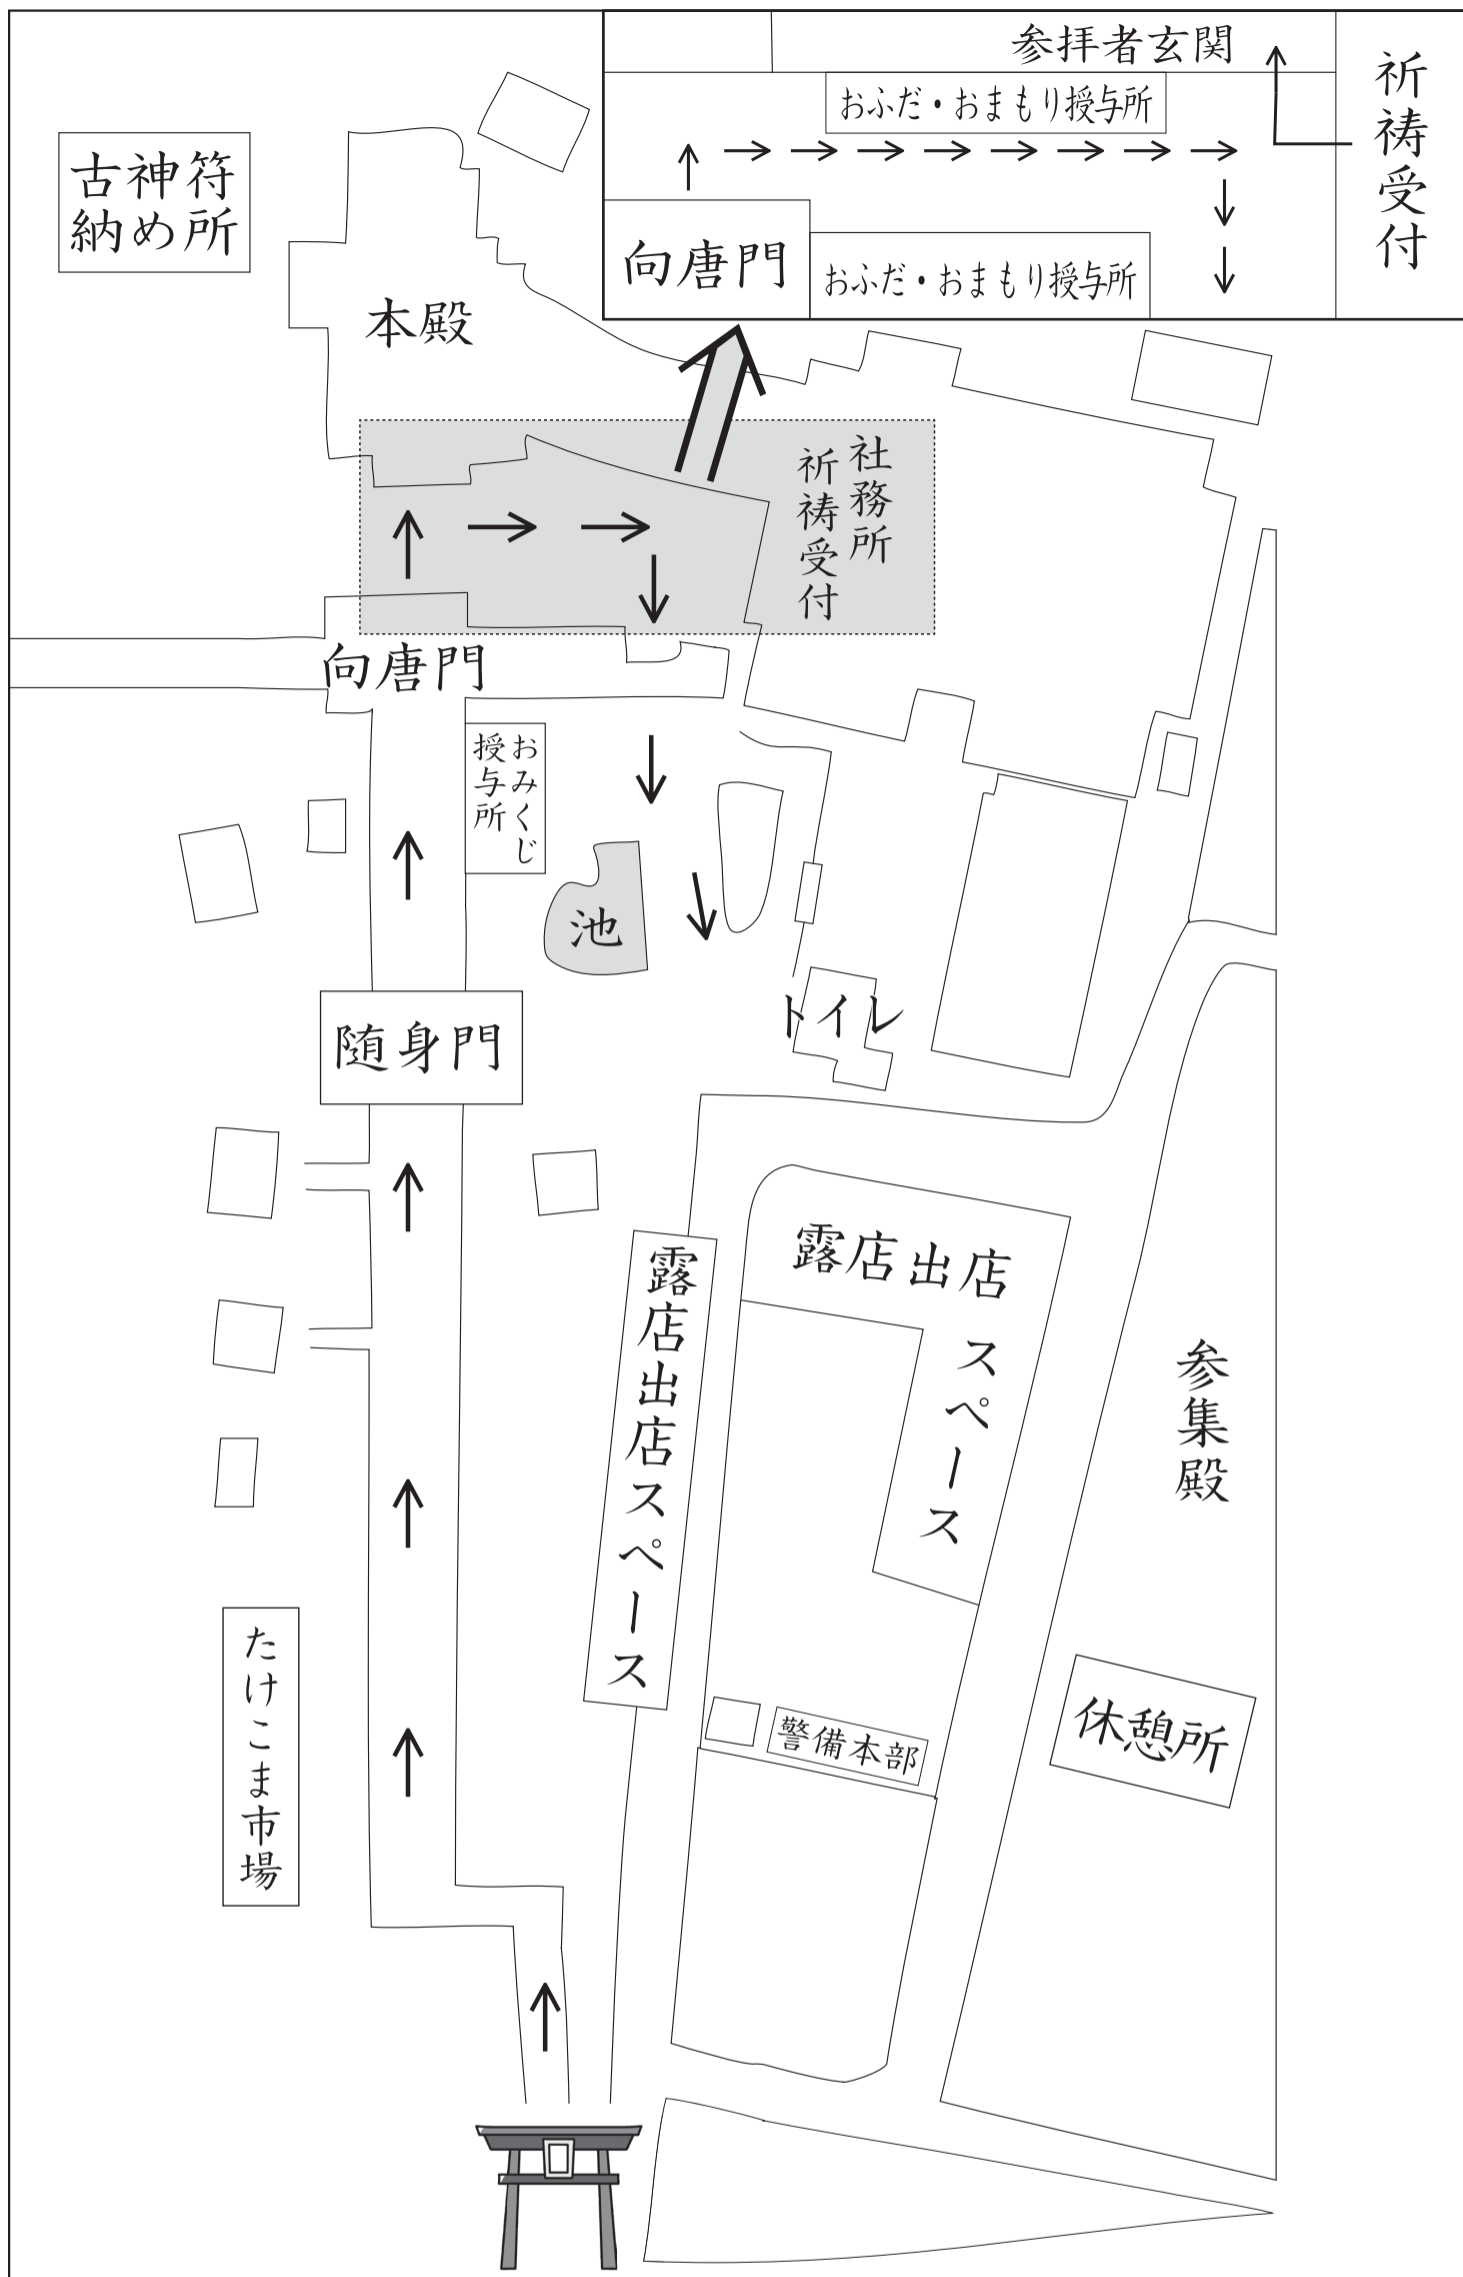 参拝者玄関
祈祷受付
おふだ・おまもり授与所
向唐門
おふだ・おまもり授与所
古神符
納め所
本殿
社務所
祈祷受付
向唐門
おみくじ
授与所
池
随身門
トイレ
露店出店
スペース
露店出店スペース
参集殿
たけこま市場
警備本部
休憩所